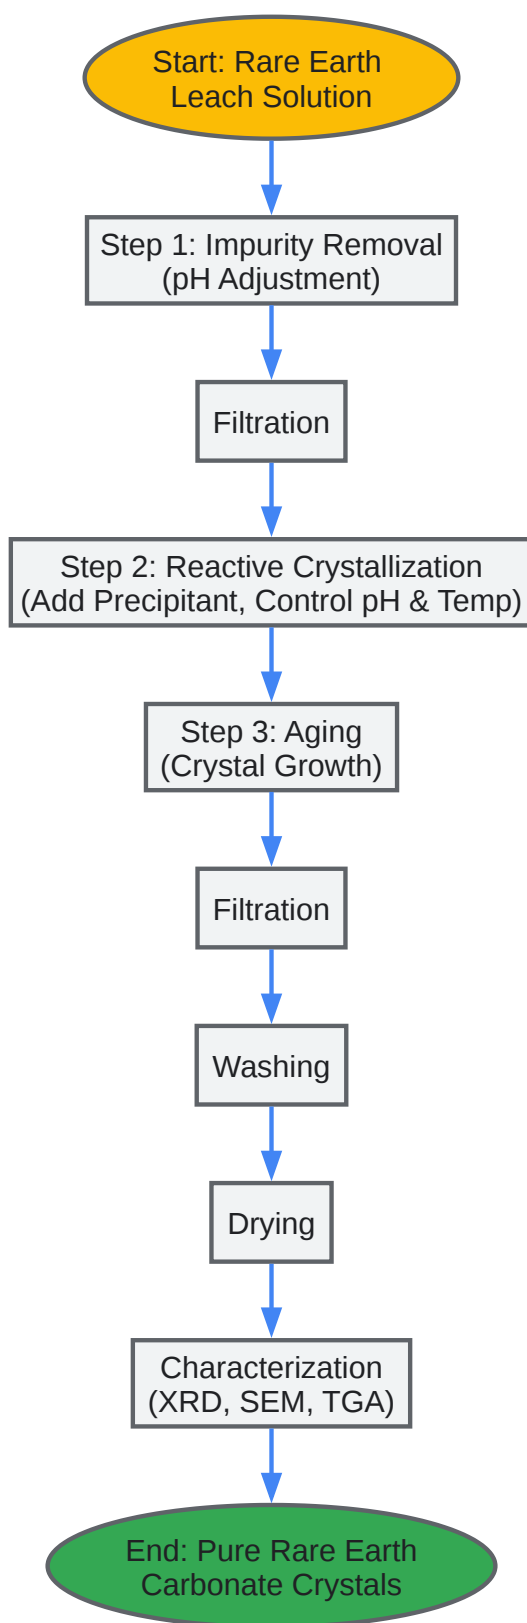 Start: Rare Earth
Leach Solution
Step 1: Impurity Removal
(pH Adjustment)
Filtration
Step 2: Reactive Crystallization
(Add Precipitant, Control pH & Temp)
Step 3: Aging
(Crystal Growth)
Filtration
Washing
Drying
Characterization
(XRD, SEM, TGA)
End: Pure Rare Earth
Carbonate Crystals